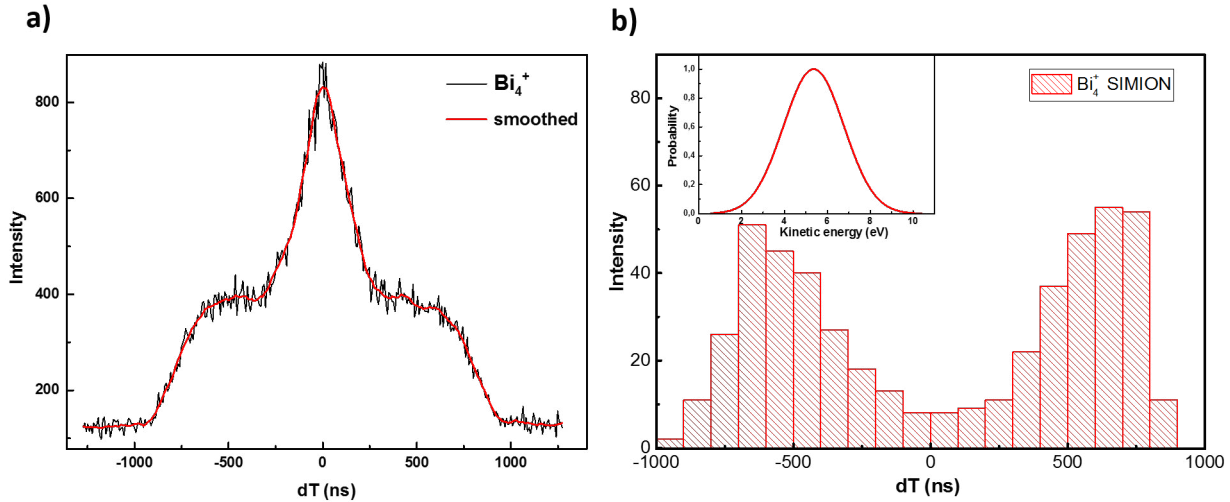 a)
Bi₄⁺
smoothed
Intensity
800
600
400
200
-1000
-500
0
500
1000
dT (ns)
b)
Bi₄⁺ SIMION
Intensity
80
60
40
20
0
-1000
-500
0
500
1000
dT (ns)
Probability
1,0
0,8
0,6
0,4
0,2
0,0
0
2
4
6
8
10
Kinetic energy (eV)